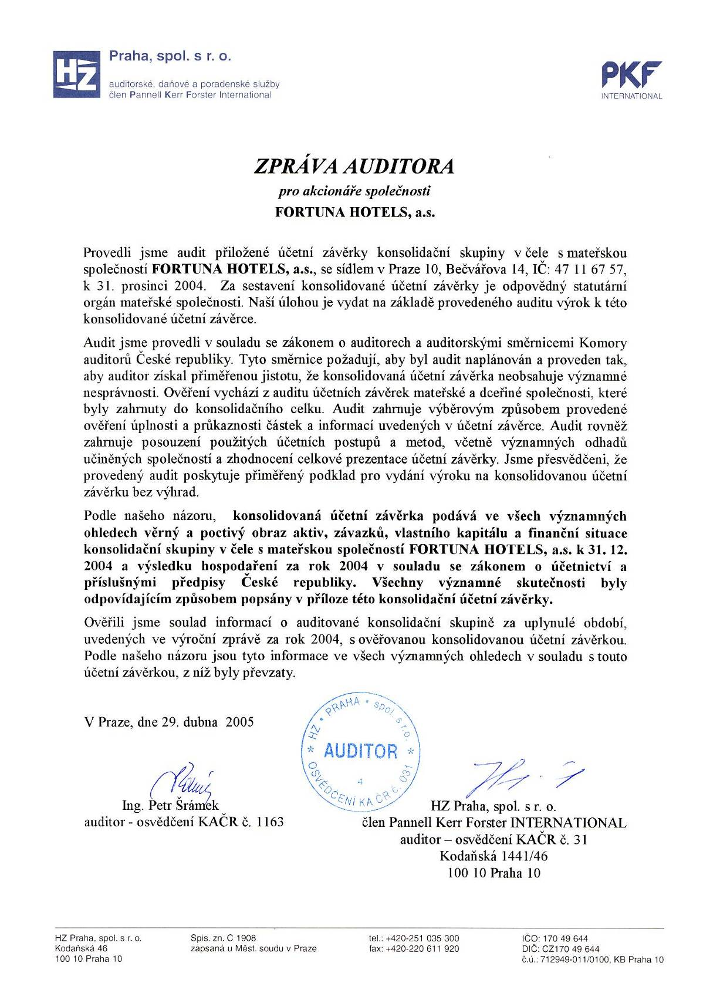 HZ
Praha, spol. s r. o.
auditorské, daňové a poradenské služby
člen Pannell Kerr Forster International
PKF
INTERNATIONAL
ZPRÁVA AUDITORA
pro akcionáře společnosti
FORTUNA HOTELS, a.s.
Provedli jsme audit přiložené účetní závěrky konsolidační skupiny v čele s mateřskou
společností FORTUNA HOTELS, a.s., se sídlem v Praze 10, Bečvářova 14, IČ: 47 11 67 57,
k 31. prosinci 2004. Za sestavení konsolidované účetní závěrky je odpovědný statutární
orgán mateřské společnosti. Naší úlohou je vydat na základě provedeného auditu výrok k této
konsolidované účetní závěrce.
Audit jsme provedli v souladu se zákonem o auditorech a auditorskými směrnicemi Komory
auditorů České republiky. Tyto směrnice požadují, aby byl audit naplánován a proveden tak,
aby auditor získal přiměřenou jistotu, že konsolidovaná účetní závěrka neobsahuje významné
nesprávnosti. Ověření vychází z auditu účetních závěrek mateřské a dceřiné společnosti, které
byly zahrnuty do konsolidačního celku. Audit zahrnuje výběrovým způsobem provedené
ověření úplnosti a průkaznosti částek a informací uvedených v účetní závěrce. Audit rovněž
zahrnuje posouzení použitých účetních postupů a metod, včetně významných odhadů
učiněných společností a zhodnocení celkové prezentace účetní závěrky. Jsme přesvědčeni, že
provedený audit poskytuje přiměřený podklad pro vydání výroku na konsolidovanou účetní
závěrku bez výhrad.
Podle našeho názoru, konsolidovaná účetní závěrka podává ve všech významných
ohledech věrný a poctivý obraz aktiv, závazků, vlastního kapitálu a finanční situace
konsolidační skupiny v čele s mateřskou společností FORTUNA HOTELS, a.s. k 31. 12.
2004 a výsledku hospodaření za rok 2004 v souladu se zákonem o účetnictví a
příslušnými předpisy České republiky. Všechny významné skutečnosti byly
odpovídajícím způsobem popsány v příloze této konsolidační účetní závěrky.
Ověřili jsme soulad informací o auditované konsolidační skupině za uplynulé období,
uvedených ve výroční zprávě za rok 2004, s ověřovanou konsolidovanou účetní závěrkou.
Podle našeho názoru jsou tyto informace ve všech významných ohledech v souladu s touto
účetní závěrkou, z níž byly převzaty.
V Praze, dne 29. dubna 2005
HZ • PRAHA • spol. s r.o.
* AUDITOR *
4
OSVĚDČENÍ KA ČR č. 031
Ing. Petr Šrámek
auditor - osvědčení KAČR č. 1163
HZ Praha, spol. s r. o.
člen Pannell Kerr Forster INTERNATIONAL
auditor – osvědčení KAČR č. 31
Kodaňská 1441/46
100 10 Praha 10
HZ Praha, spol. s r. o.
Kodaňská 46
100 10 Praha 10
Spis. zn. C 1908
zapsaná u Měst. soudu v Praze
tel.: +420-251 035 300
fax: +420-220 611 920
IČO: 170 49 644
DIČ: CZ170 49 644
č.ú.: 712949-011/0100, KB Praha 10